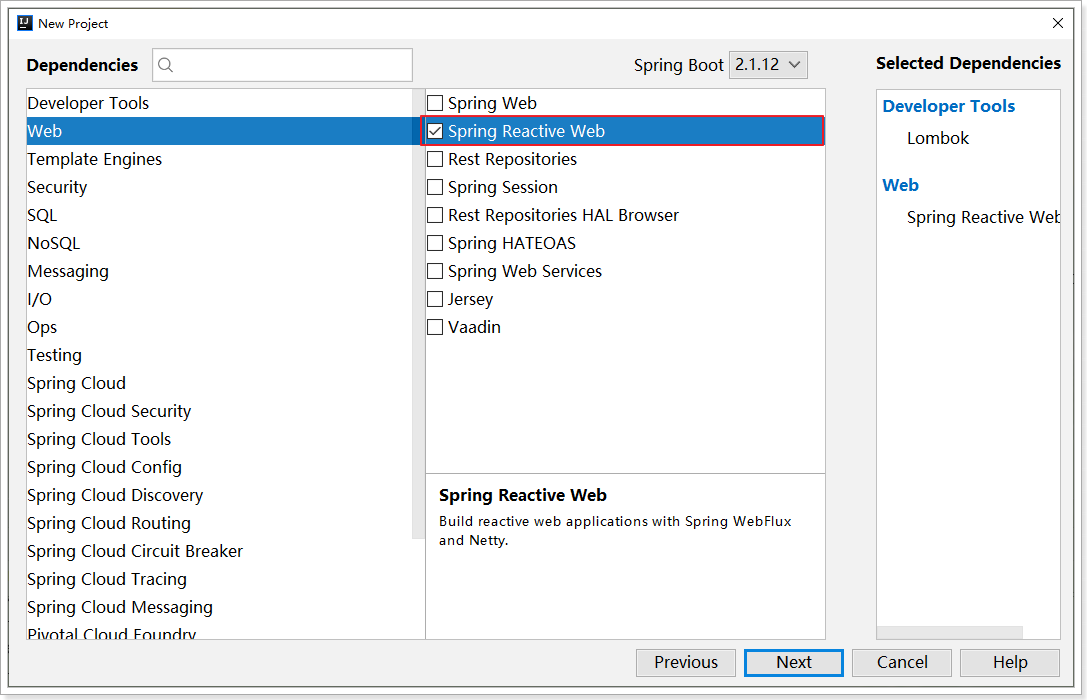 New Project
Dependencies
Spring Boot 2.1.12
Selected Dependencies
Developer Tools
Web
Template Engines
Security
SQL
NoSQL
Messaging
I/O
Ops
Testing
Spring Cloud
Spring Cloud Security
Spring Cloud Tools
Spring Cloud Config
Spring Cloud Discovery
Spring Cloud Routing
Spring Cloud Circuit Breaker
Spring Cloud Tracing
Spring Cloud Messaging
Pivotal Cloud Foundry
Spring Web
Spring Reactive Web
Rest Repositories
Spring Session
Rest Repositories HAL Browser
Spring HATEOAS
Spring Web Services
Jersey
Vaadin
Spring Reactive Web
Build reactive web applications with Spring WebFlux
and Netty.
Developer Tools
Lombok
Web
Spring Reactive Web
Previous
Next
Cancel
Help